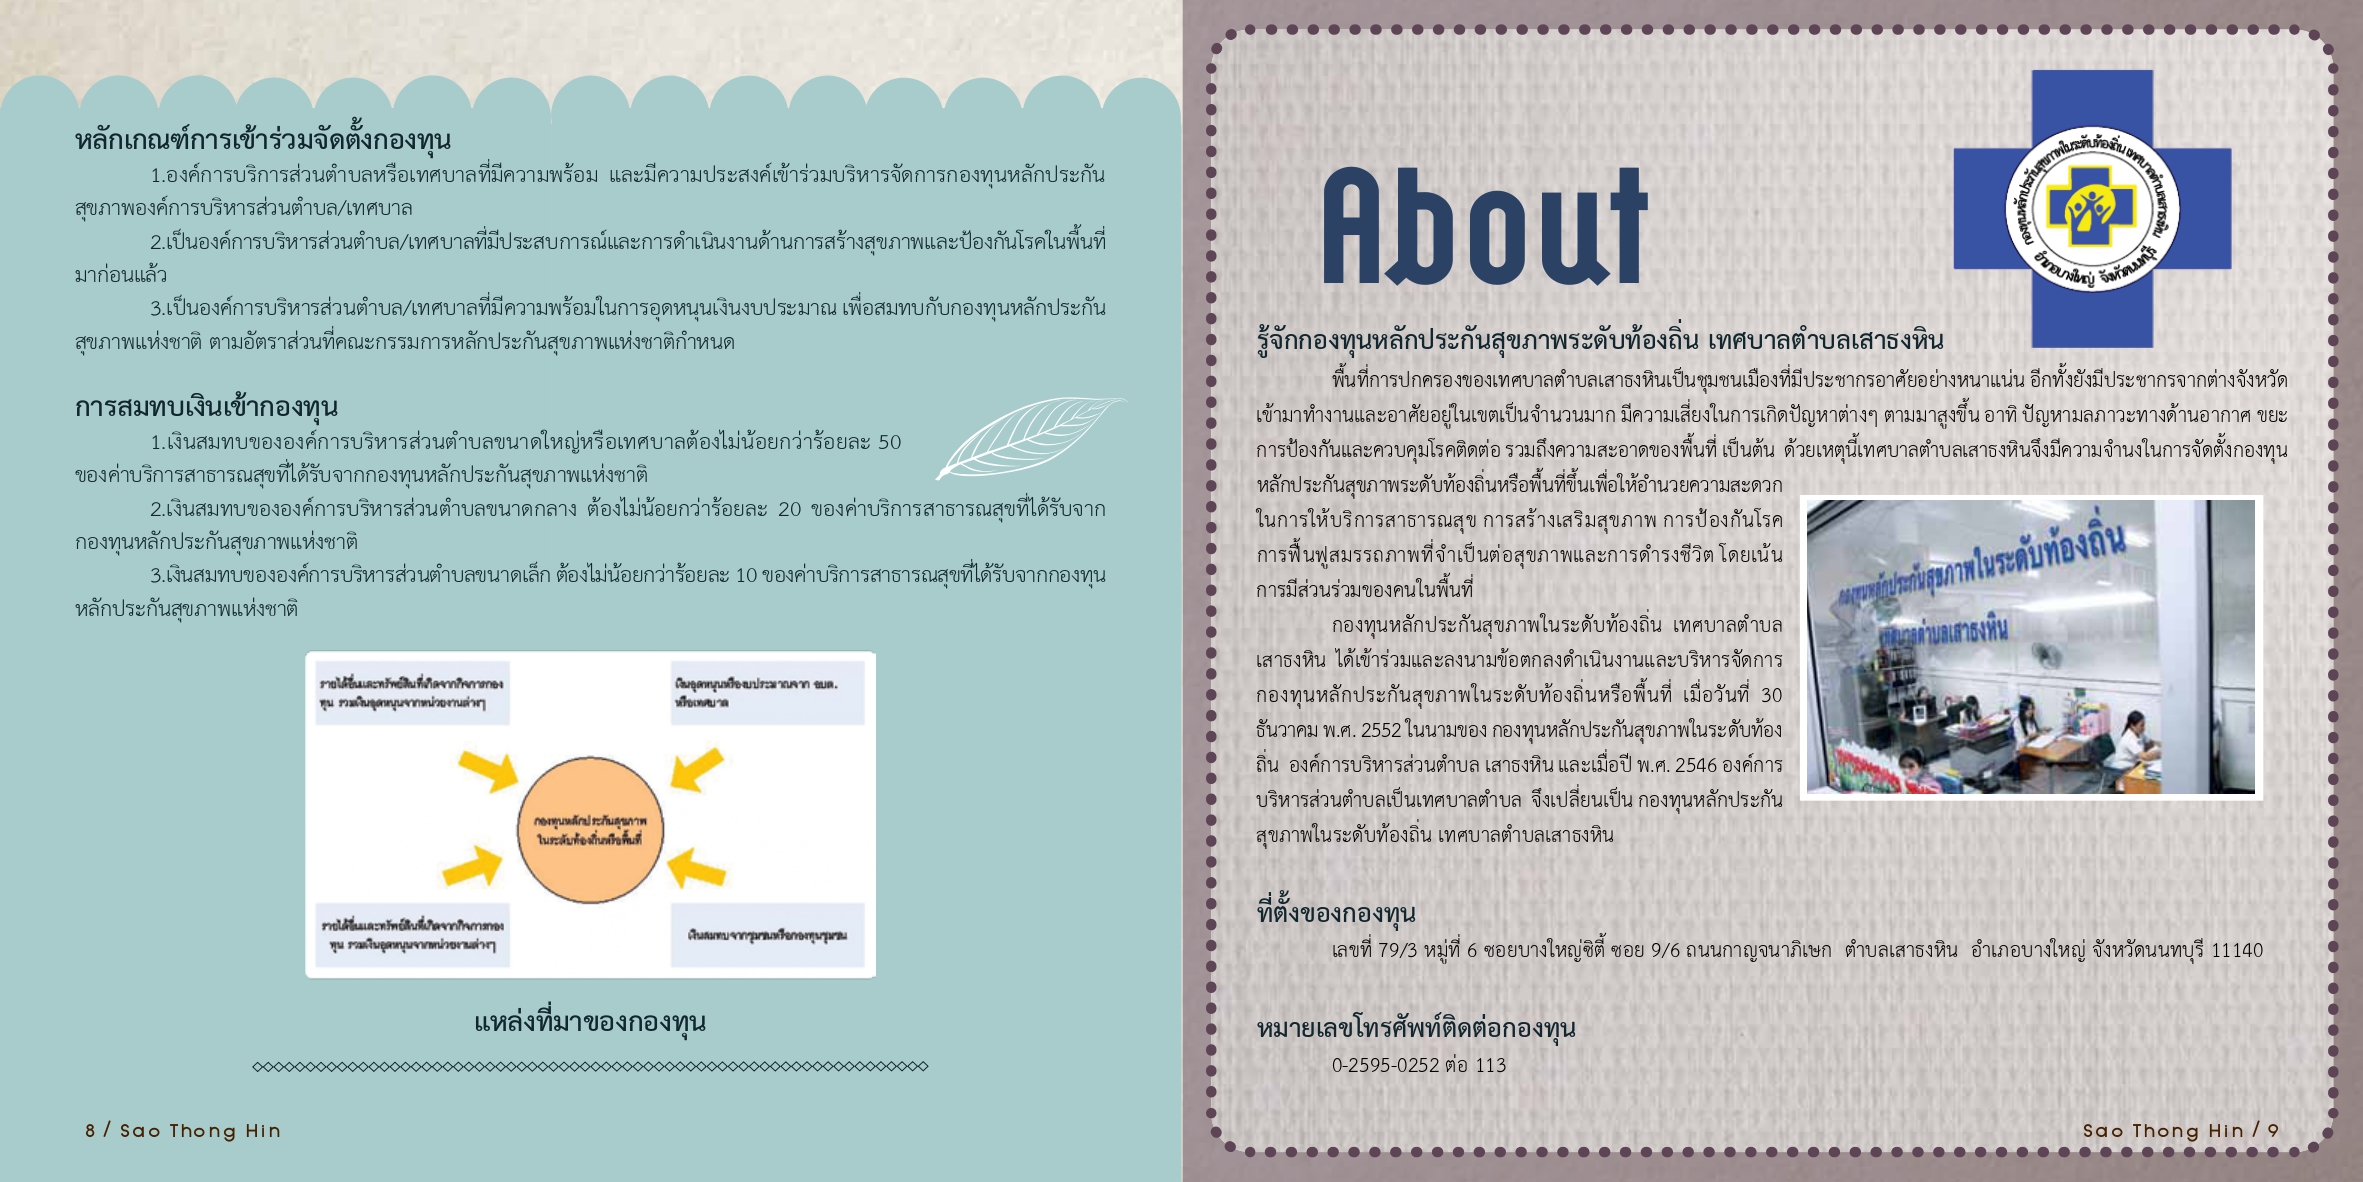 หลักเกณฑ์การเข้าร่วมจัดตั้งกองทุน
1.องค์การบริการส่วนตำบลหรือเทศบาลที่มีความพร้อม และมีความประสงค์เข้าร่วมบริหารจัดการกองทุนหลักประกัน
สุขภาพองค์การบริหารส่วนตำบล/เทศบาล
2.เป็นองค์การบริหารส่วนตำบล/เทศบาลที่มีประสบการณ์และการดำเนินงานด้านการสร้างสุขภาพและป้องกันโรคในพื้นที่
มาก่อนแล้ว
3.เป็นองค์การบริหารส่วนตำบล/เทศบาลที่มีความพร้อมในการอุดหนุนเงินงบประมาณ เพื่อสมทบกับกองทุนหลักประกัน
สุขภาพแห่งชาติ ตามอัตราส่วนที่คณะกรรมการหลักประกันสุขภาพแห่งชาติกำหนด
การสมทบเงินเข้ากองทุน
1.เงินสมทบขององค์การบริหารส่วนตำบลขนาดใหญ่หรือเทศบาลต้องไม่น้อยกว่าร้อยละ 50
ของค่าบริการสาธารณสุขที่ได้รับจากกองทุนหลักประกันสุขภาพแห่งชาติ
2.เงินสมทบขององค์การบริหารส่วนตำบลขนาดกลาง ต้องไม่น้อยกว่าร้อยละ 20 ของค่าบริการสาธารณสุขที่ได้รับจาก
กองทุนหลักประกันสุขภาพแห่งชาติ
3.เงินสมทบขององค์การบริหารส่วนตำบลขนาดเล็ก ต้องไม่น้อยกว่าร้อยละ 10 ของค่าบริการสาธารณสุขที่ได้รับจากกองทุน
หลักประกันสุขภาพแห่งชาติ
รายได้อื่นและทรัพย์สินที่เกิดจากกิจการกอง
ทุน รวมเงินอุดหนุนจากหน่วยงานต่างๆ
เงินอุดหนุนหรืองบประมาณจาก อบต.
หรือเทศบาล
กองทุนหลักประกันสุขภาพ
ในระดับท้องถิ่นหรือพื้นที่
รายได้อื่นและทรัพย์สินที่เกิดจากกิจการกอง
ทุน รวมเงินอุดหนุนจากหน่วยงานต่างๆ
เงินสมทบจากชุมชนหรือกองทุนชุมชน
แหล่งที่มาของกองทุน
8 / Sao Thong Hin
About
กองทุนหลักประกันสุขภาพในระดับท้องถิ่น เทศบาลตำบลเสาธงหิน
อำเภอบางใหญ่ จังหวัดนนทบุรี
รู้จักกองทุนหลักประกันสุขภาพระดับท้องถิ่น เทศบาลตำบลเสาธงหิน
พื้นที่การปกครองของเทศบาลตำบลเสาธงหินเป็นชุมชนเมืองที่มีประชากรอาศัยอย่างหนาแน่น อีกทั้งยังมีประชากรจากต่างจังหวัด
เข้ามาทำงานและอาศัยอยู่ในเขตเป็นจำนวนมาก มีความเสี่ยงในการเกิดปัญหาต่างๆ ตามมาสูงขึ้น อาทิ ปัญหามลภาวะทางด้านอากาศ ขยะ
การป้องกันและควบคุมโรคติดต่อ รวมถึงความสะอาดของพื้นที่ เป็นต้น ด้วยเหตุนี้เทศบาลตำบลเสาธงหินจึงมีความจำนงในการจัดตั้งกองทุน
หลักประกันสุขภาพระดับท้องถิ่นหรือพื้นที่ขึ้นเพื่อให้อำนวยความสะดวก
ในการให้บริการสาธารณสุข การสร้างเสริมสุขภาพ การป้องกันโรค
การฟื้นฟูสมรรถภาพที่จำเป็นต่อสุขภาพและการดำรงชีวิต โดยเน้น
การมีส่วนร่วมของคนในพื้นที่
กองทุนหลักประกันสุขภาพในระดับท้องถิ่น
เทศบาลตำบลเสาธงหิน
กองทุนหลักประกันสุขภาพในระดับท้องถิ่น เทศบาลตำบล
เสาธงหิน ได้เข้าร่วมและลงนามข้อตกลงดำเนินงานและบริหารจัดการ
กองทุนหลักประกันสุขภาพในระดับท้องถิ่นหรือพื้นที่ เมื่อวันที่ 30
ธันวาคม พ.ศ. 2552 ในนามของ กองทุนหลักประกันสุขภาพในระดับท้อง
ถิ่น องค์การบริหารส่วนตำบล เสาธงหิน และเมื่อปี พ.ศ. 2546 องค์การ
บริหารส่วนตำบลเป็นเทศบาลตำบล จึงเปลี่ยนเป็น กองทุนหลักประกัน
สุขภาพในระดับท้องถิ่น เทศบาลตำบลเสาธงหิน
ที่ตั้งของกองทุน
เลขที่ 79/3 หมู่ที่ 6 ซอยบางใหญ่ซิตี้ ซอย 9/6 ถนนกาญจนาภิเษก ตำบลเสาธงหิน อำเภอบางใหญ่ จังหวัดนนทบุรี 11140
หมายเลขโทรศัพท์ติดต่อกองทุน
0-2595-0252 ต่อ 113
Sao Thong Hin / 9